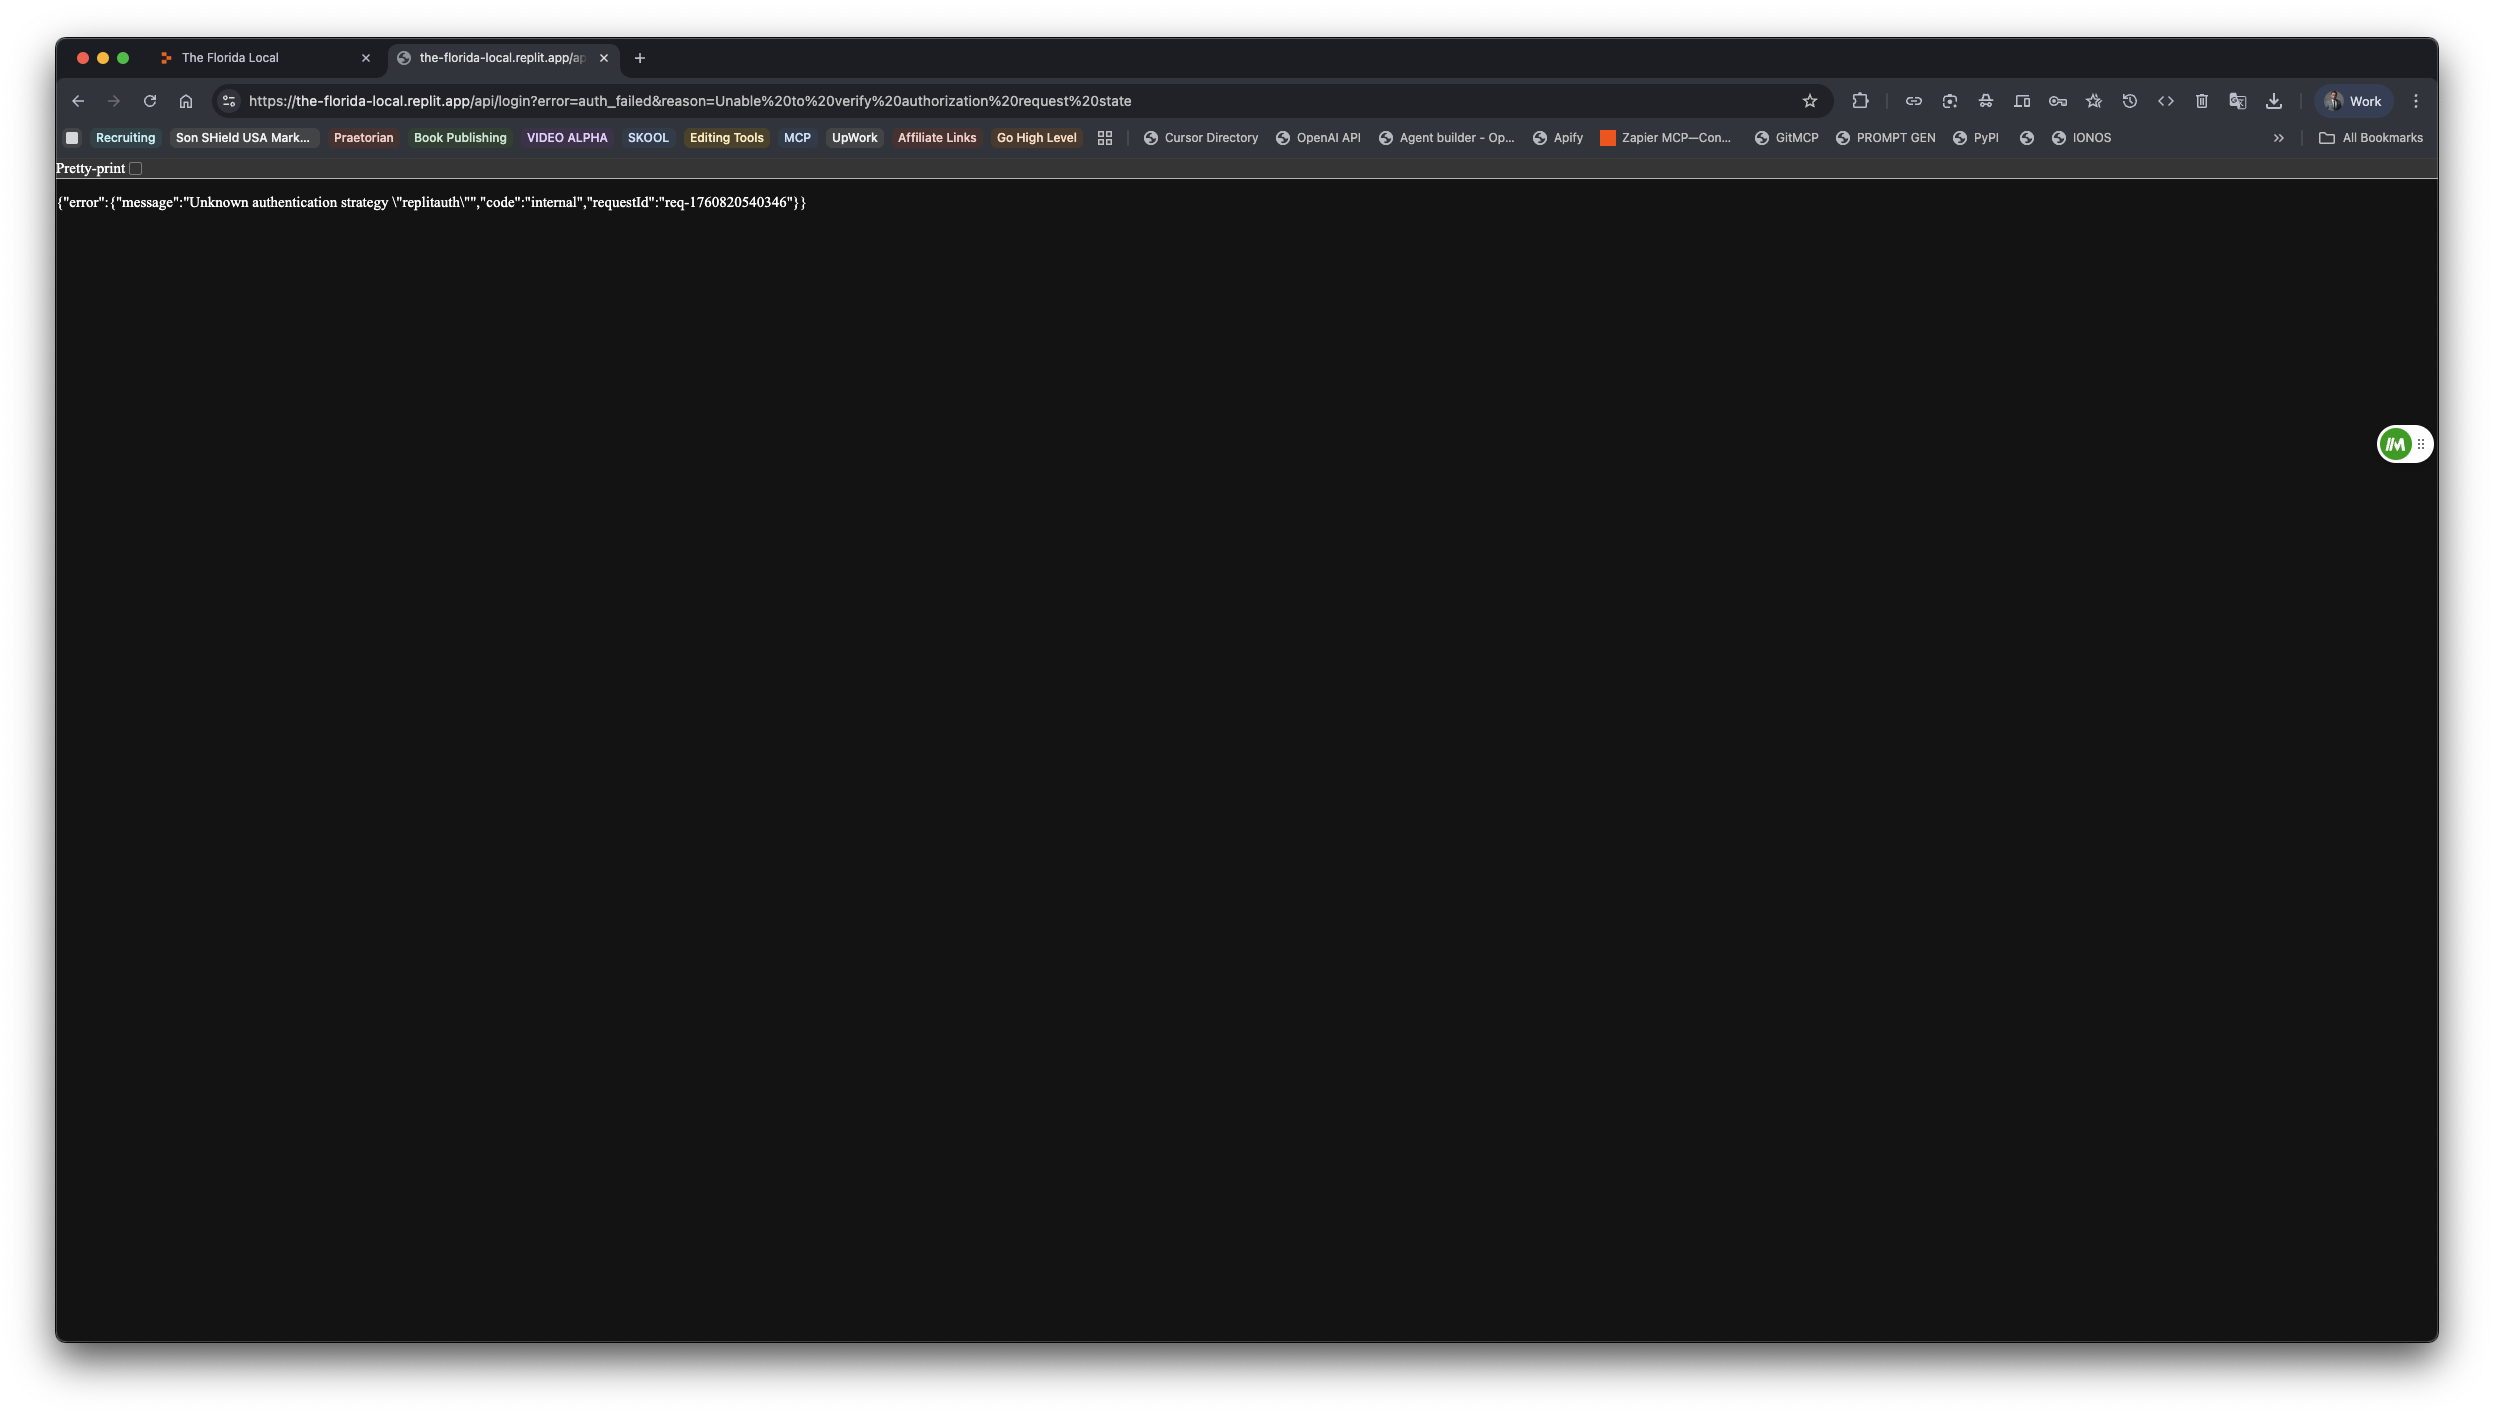 The Florida Local
the-florida-local.replit.app/ap
https://the-florida-local.replit.app/api/login?error=auth_failed&reason=Unable%20to%20verify%20authorization%20request%20state
Work
Recruiting
Son SHield USA Mark...
Praetorian
Book Publishing
VIDEO ALPHA
SKOOL
Editing Tools
MCP
UpWork
Affiliate Links
Go High Level
Cursor Directory
OpenAI API
Agent builder - Op...
Apify
Zapier MCP—Con...
GitMCP
PROMPT GEN
PyPI
IONOS
All Bookmarks
Pretty-print
{"error":{"message":"Unknown authentication strategy \"replitauth\"","code":"internal","requestId":"req-1760820540346"}}